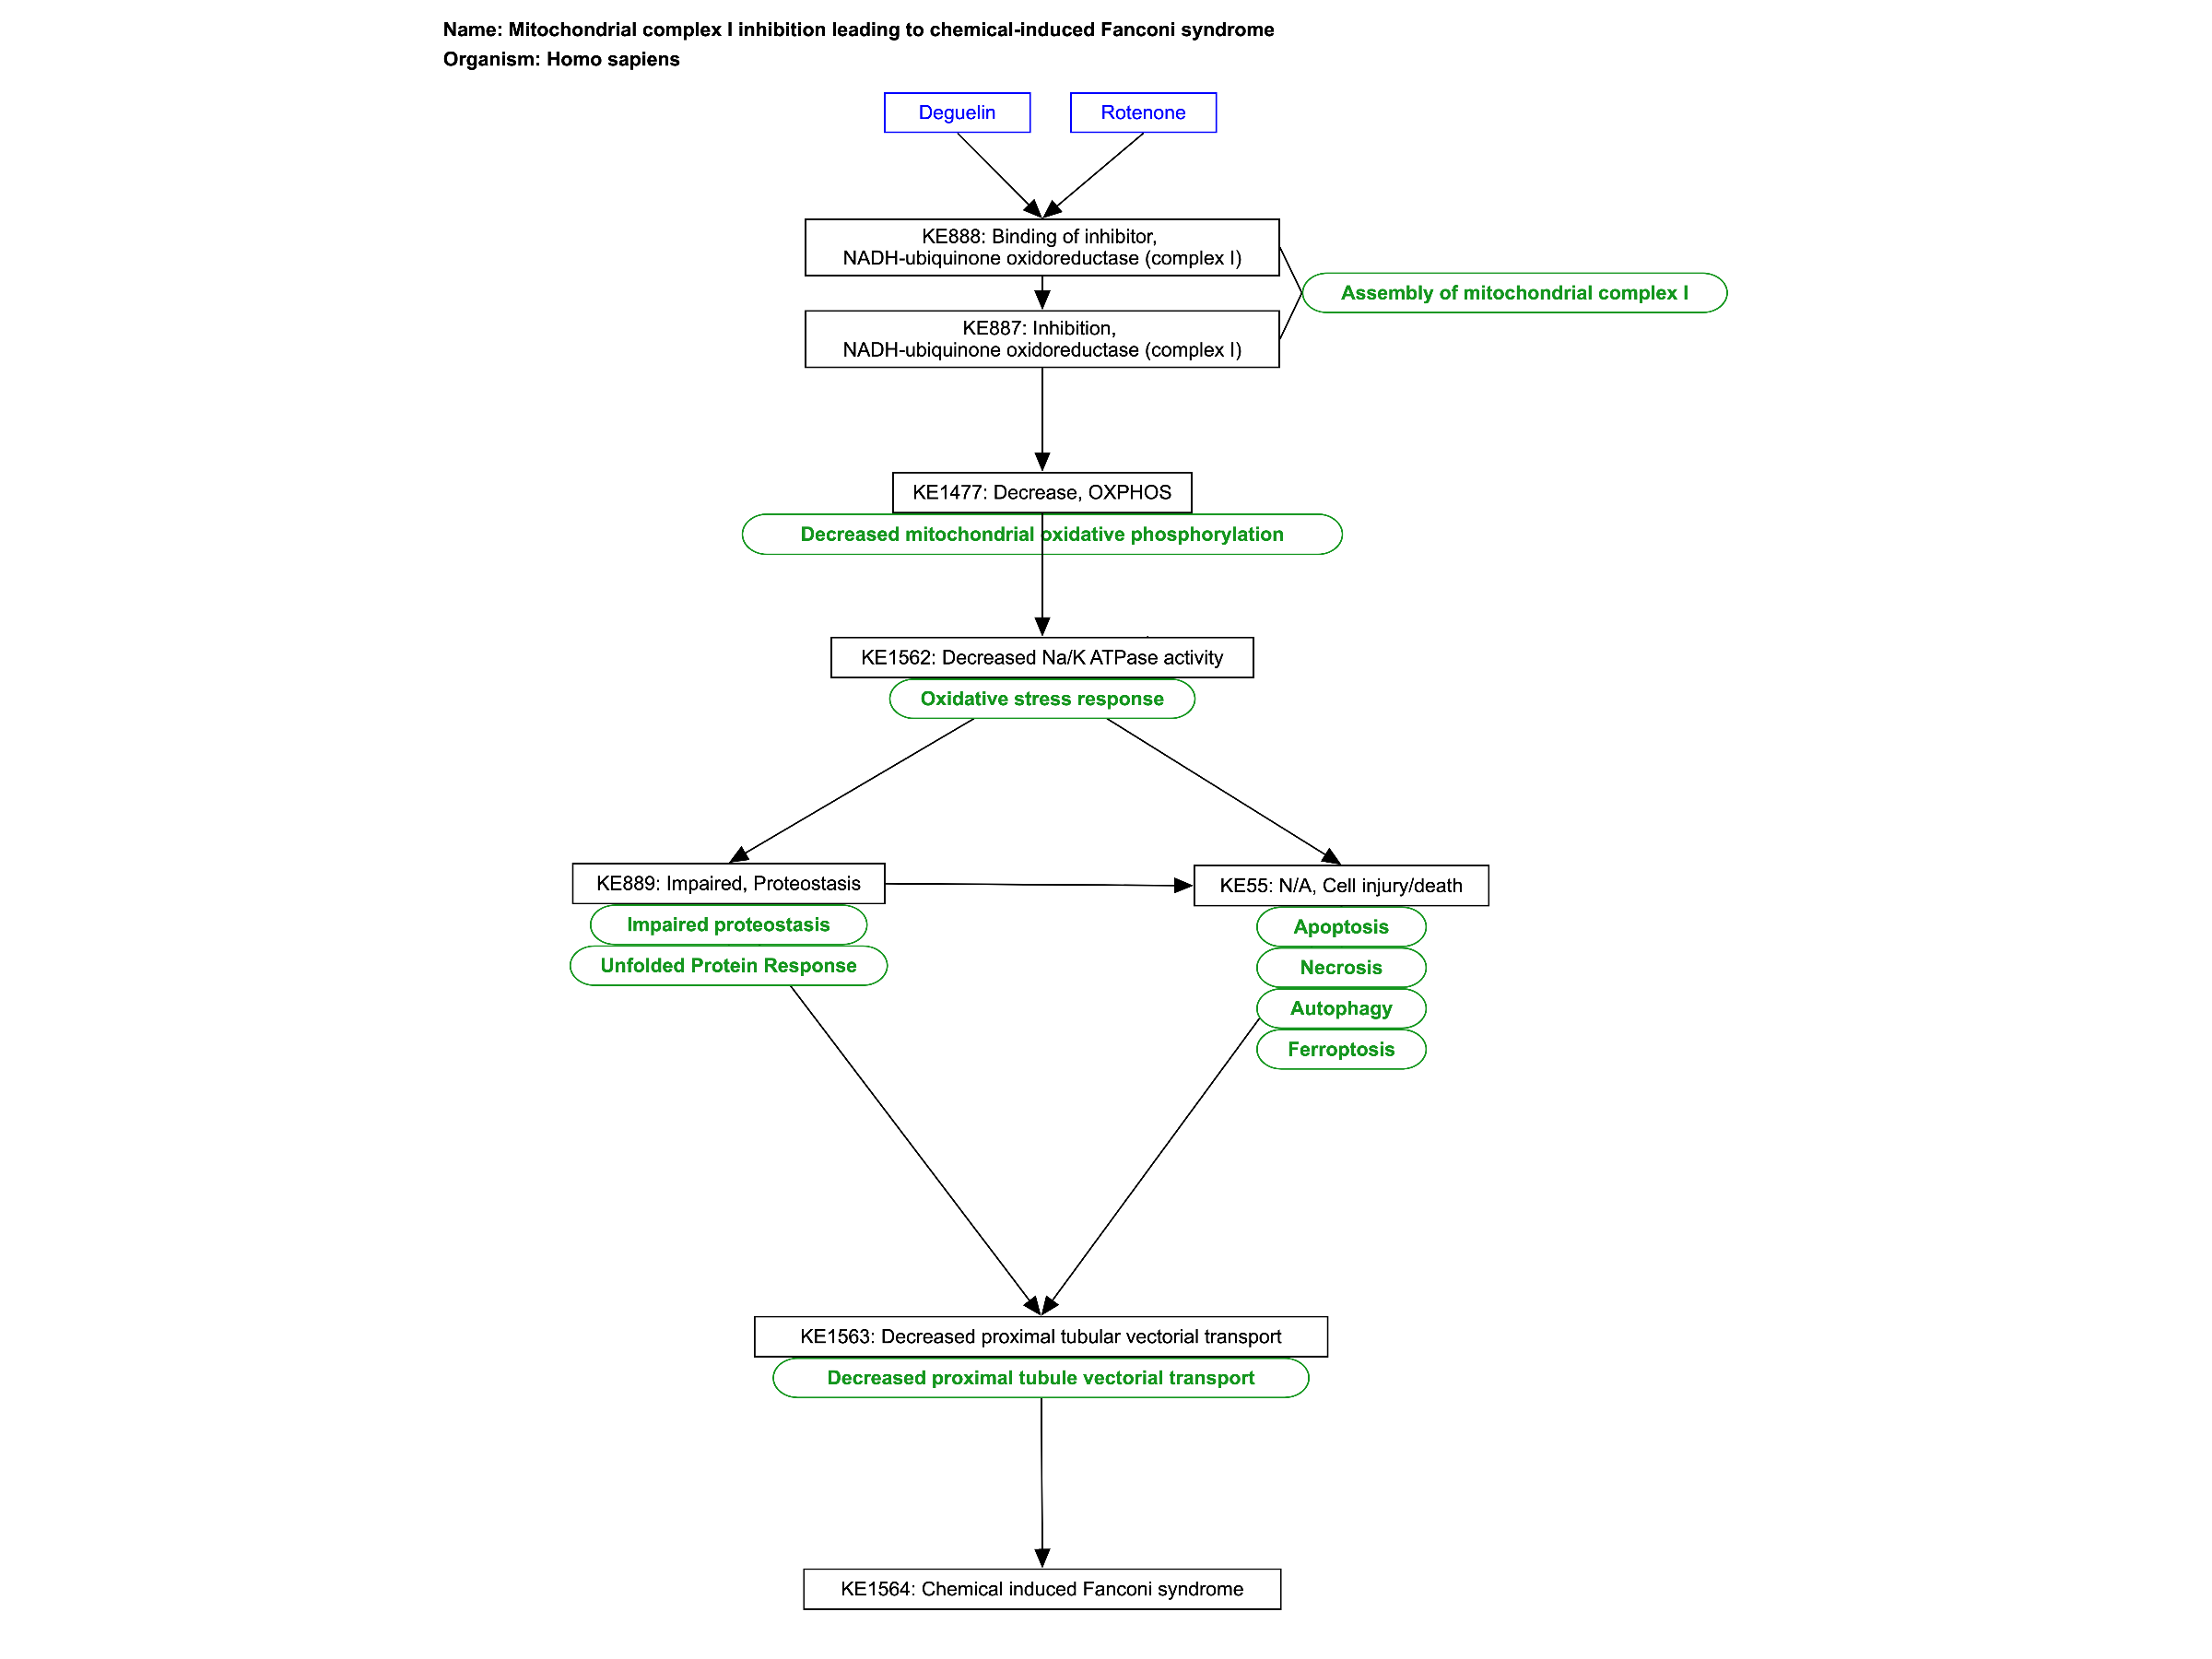 Name: Mitochondrial complex I inhibition leading to chemical-induced Fanconi syndrome
Organism: Homo sapiens
Deguelin
Rotenone
KE888: Binding of inhibitor,
NADH-ubiquinone oxidoreductase (complex I)
Assembly of mitochondrial complex I
KE887: Inhibition,
NADH-ubiquinone oxidoreductase (complex I)
KE1477: Decrease, OXPHOS
Decreased mitochondrial oxidative phosphorylation
KE1562: Decreased Na/K ATPase activity
Oxidative stress response
KE889: Impaired, Proteostasis
Impaired proteostasis
Unfolded Protein Response
KE55: N/A, Cell injury/death
Apoptosis
Necrosis
Autophagy
Ferroptosis
KE1563: Decreased proximal tubular vectorial transport
Decreased proximal tubule vectorial transport
KE1564: Chemical induced Fanconi syndrome